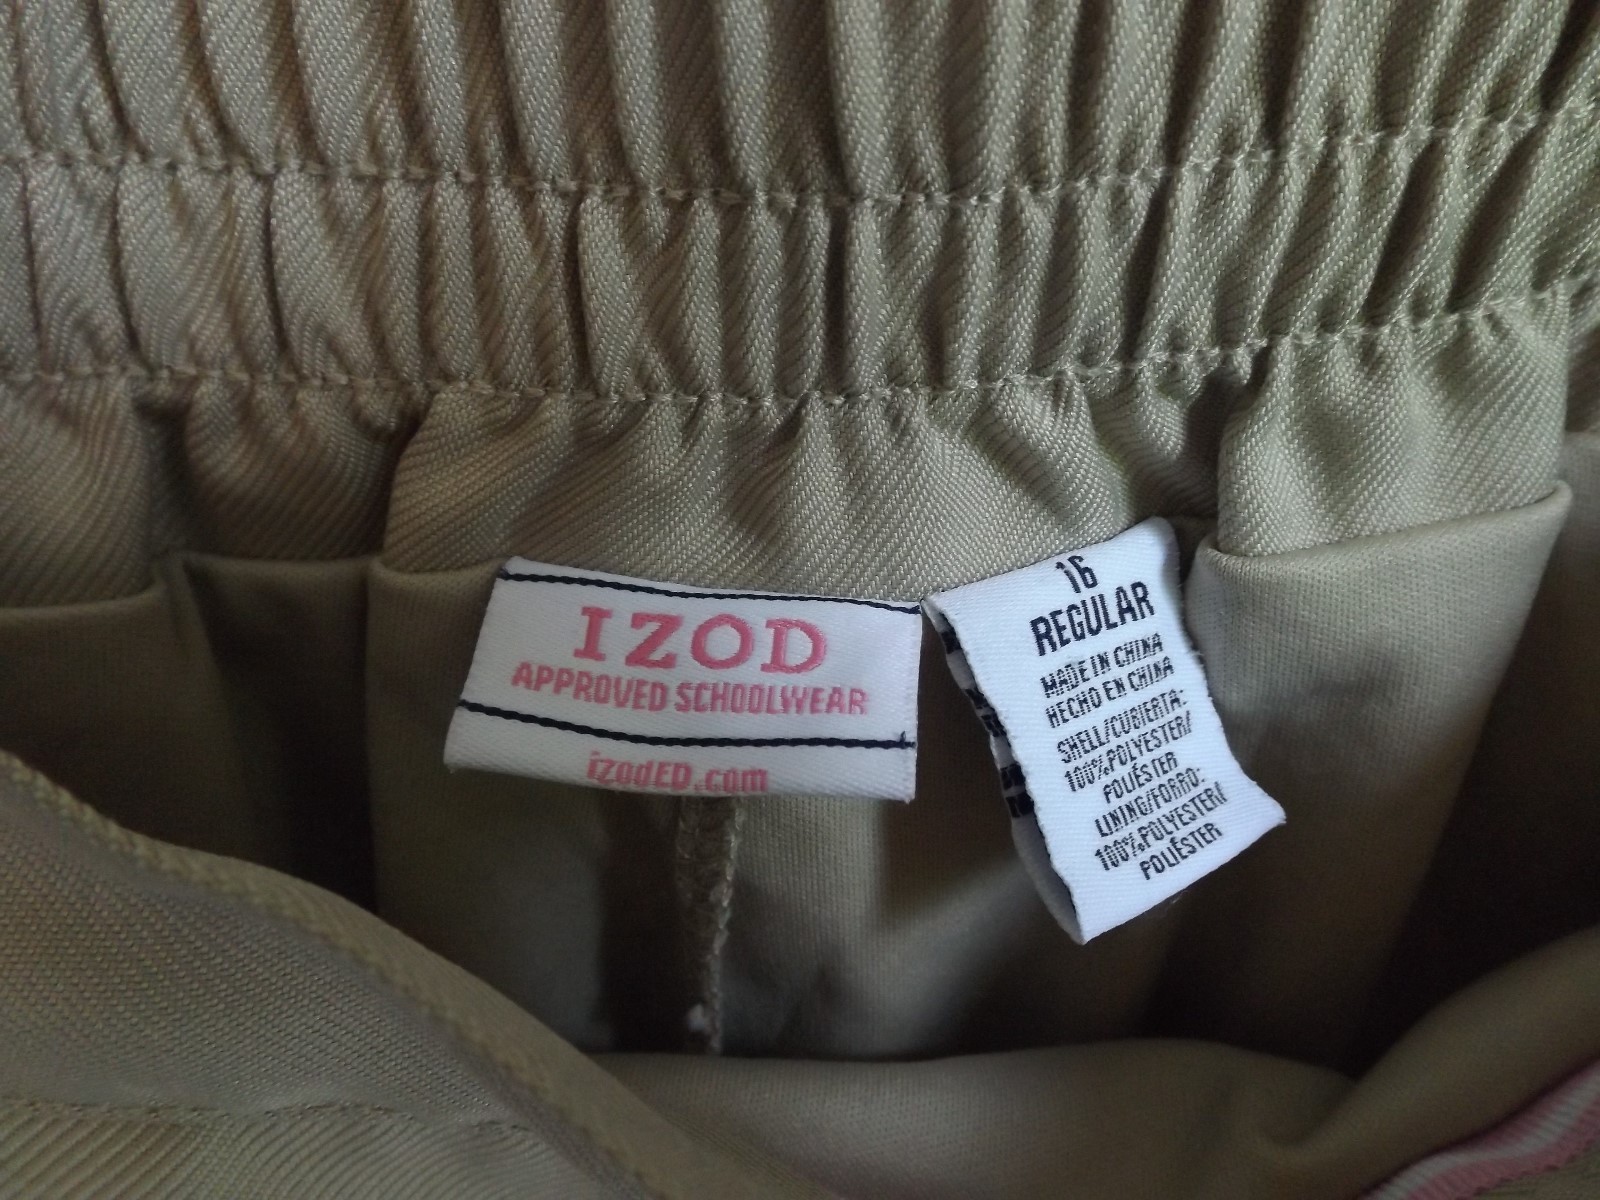 IZOD
APPROVED SCHOOLWEAR
izodED.com
16
REGULAR
MADE IN CHINA
HECHO EN CHINA
SHELL/CUBIERTA:
100%POLYESTER/
POLIÉSTER
LINING/FORRO:
100%POLYESTER/
POLIÉSTER